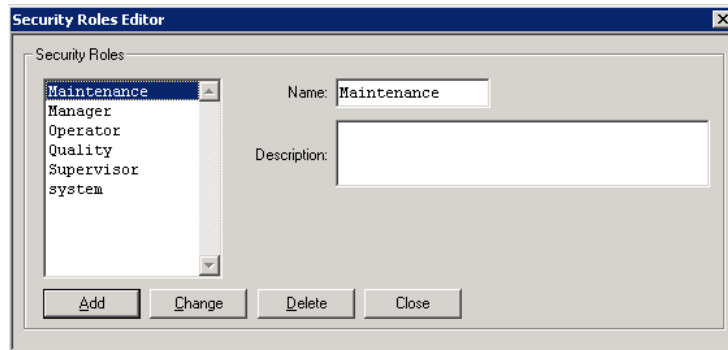 Security Roles Editor
Security Roles
Maintenance
Manager
Operator
Quality
Supervisor
system
Name: Maintenance
Description:
Add Change Delete Close